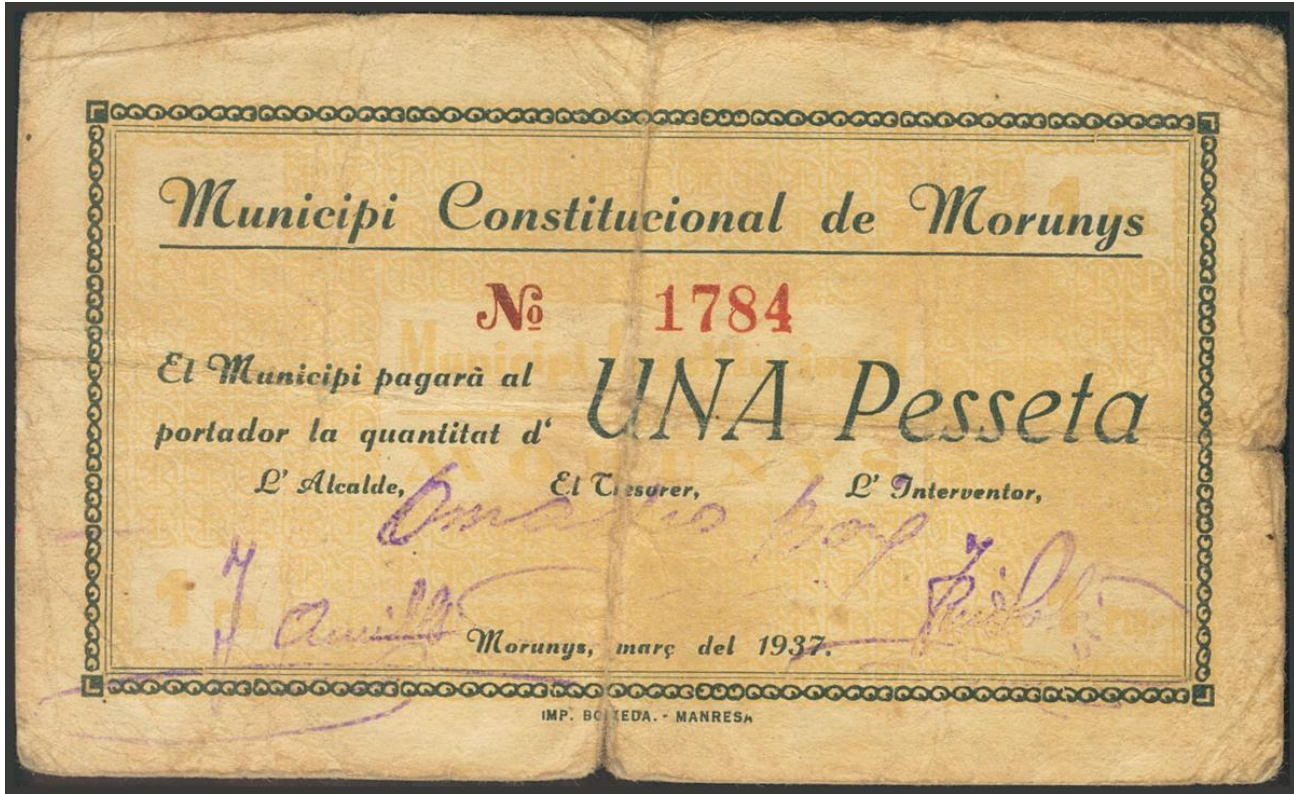 Municipi Constitucional de Morunys
№ 1784
El Municipi pagarà al
portador la quantitat d'
UNA Pesseta
L' Alcalde, El Tresorer, L' Interventor,
Morunys, març del 1937.
IMP. BOIXEDA. - MANRESA